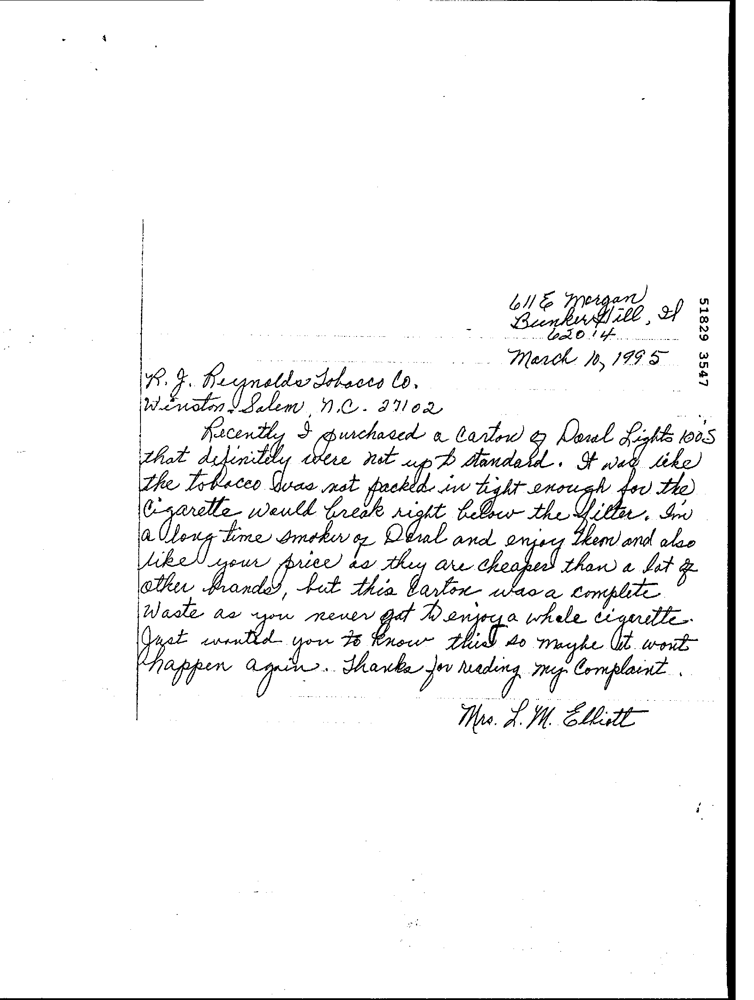 611 E Morgan
Bunker Hill, Il
62014
March 10, 1995
51829 3547
R. J. Reynolds Tobacco Co.
Winston-Salem, N.C. 27102
Recently I purchased a carton of Doral Lights 100's
that definitely were not up to standard. It was like
the tobacco was not packed in tight enough for the
Cigarette would break right below the filter. I'm
a long time smoker of Doral and enjoy them and also
like your price as they are cheaper than a lot of
other brands, but this Carton was a complete
Waste as you never got to enjoy a whole cigerette.
Just wanted you to know this so maybe it wont
happen again. Thanks for reading my Complaint.
Mrs. L. M. Elliott